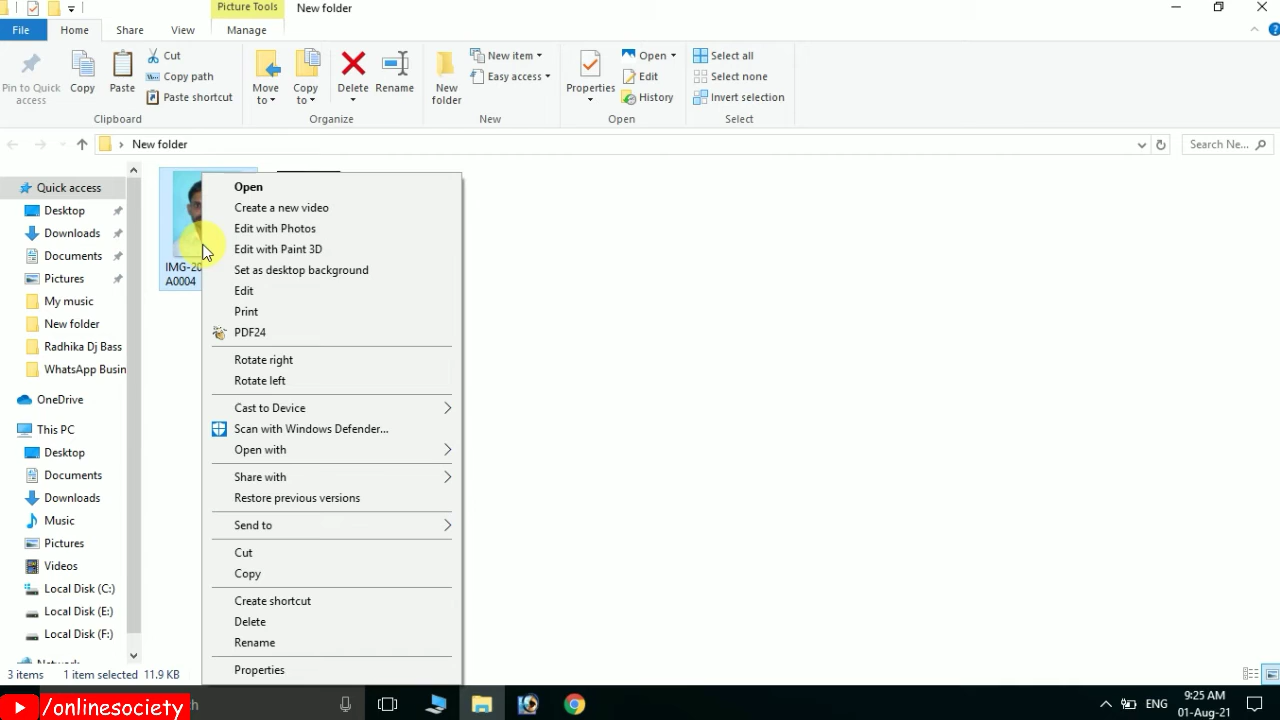 Picture Tools
New folder
File
Home
Share
View
Manage
Pin to Quick
access
Copy
Paste
Cut
Copy path
Paste shortcut
Clipboard
Move
to
Copy
to
Delete
Rename
Organize
New
folder
New item
Easy access
New
Properties
Open
Edit
History
Open
Select all
Select none
Invert selection
Select
New folder
Search Ne...
Quick access
Desktop
Downloads
Documents
Pictures
My music
New folder
Radhika Dj Bass
WhatsApp Busin
OneDrive
This PC
Desktop
Documents
Downloads
Music
Pictures
Videos
Local Disk (C:)
Local Disk (E:)
Local Disk (F:)
IMG-20
A0004
Open
Create a new video
Edit with Photos
Edit with Paint 3D
Set as desktop background
Edit
Print
PDF24
Rotate right
Rotate left
Cast to Device
Scan with Windows Defender...
Open with
Share with
Restore previous versions
Send to
Cut
Copy
Create shortcut
Delete
Rename
Properties
3 items
1 item selected 11.9 KB
/onlinesociety
ENG
9:25 AM
01-Aug-21